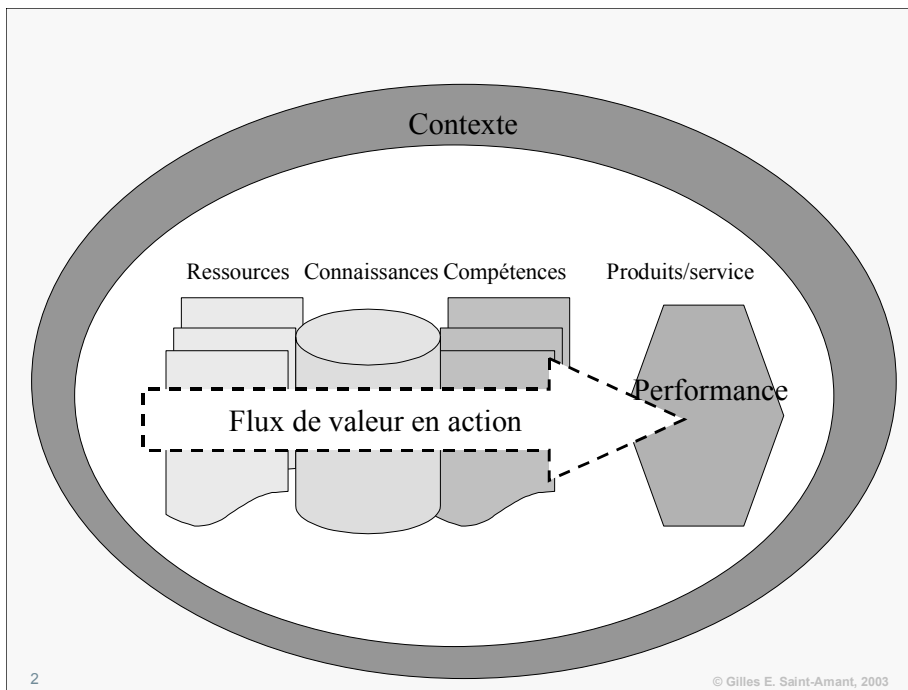 Contexte
Ressources Connaissances Compétences Produits/service
Performance
Flux de valeur en action
2 © Gilles E. Saint-Amant, 2003